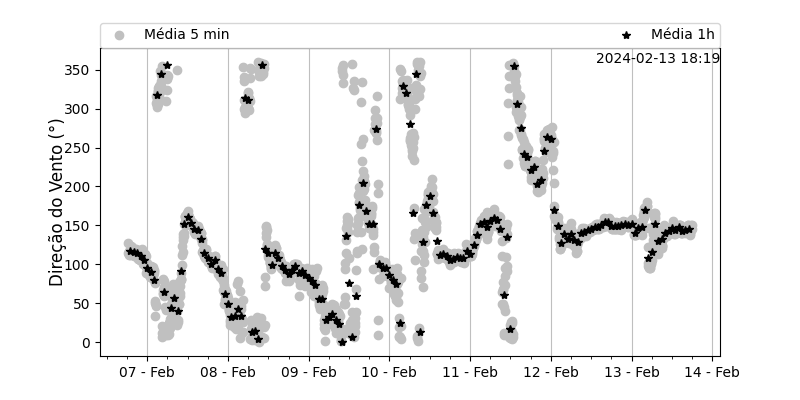 Média 5 min
Média 1h
2024-02-13 18:19
Direção do Vento (°)
350
300
250
200
150
100
50
0
07 - Feb
08 - Feb
09 - Feb
10 - Feb
11 - Feb
12 - Feb
13 - Feb
14 - Feb